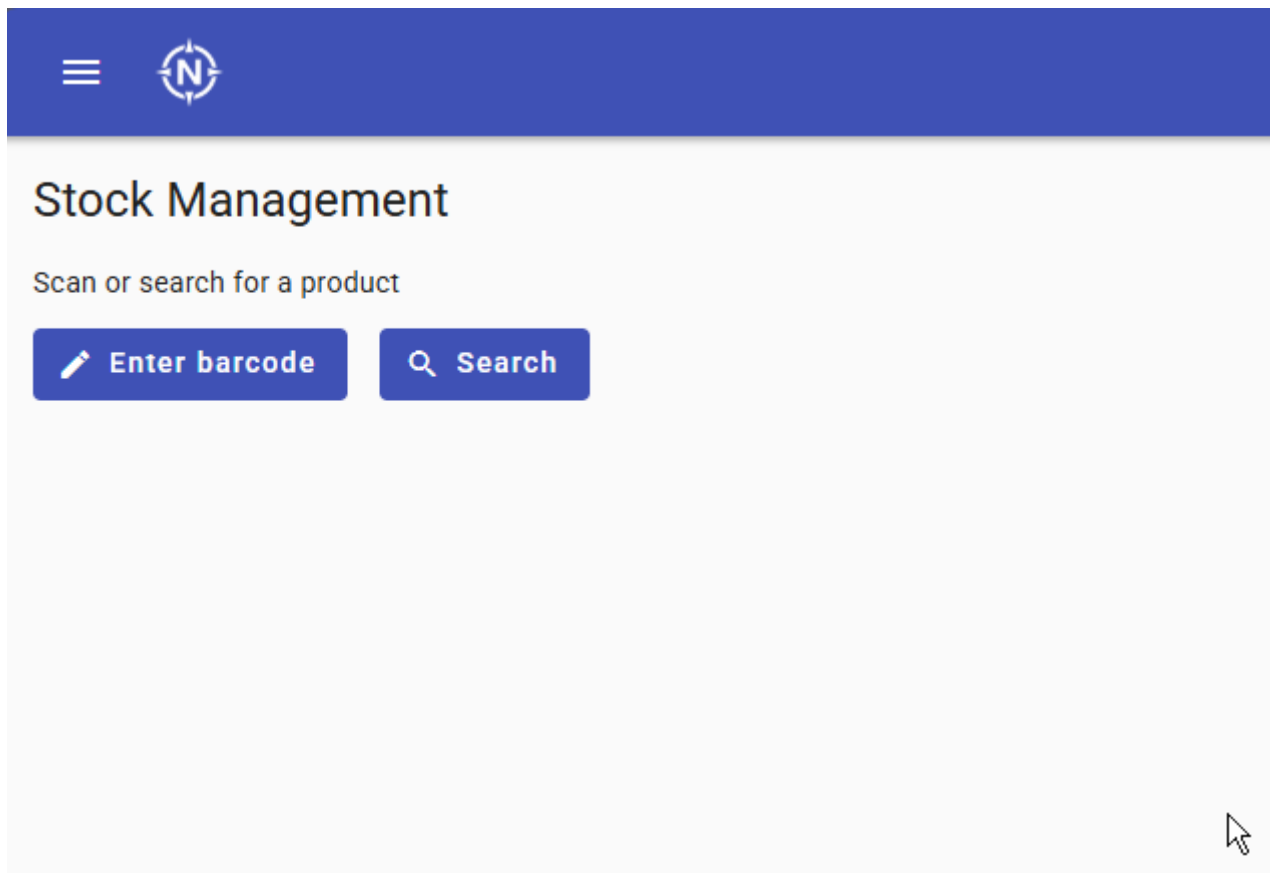 N
Stock Management
Scan or search for a product
Enter barcode
Search